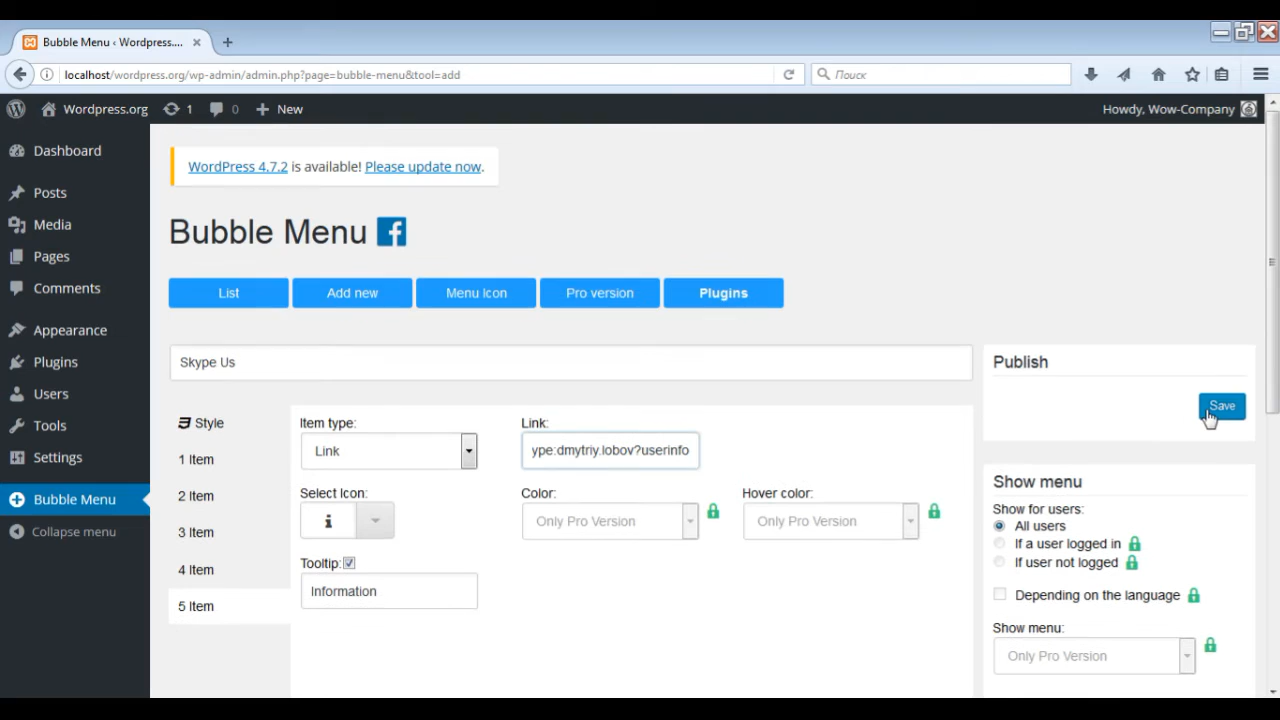 Bubble Menu ‹ Wordpress....
localhost/wordpress.org/wp-admin/admin.php?page=bubble-menu&tool=add
Поиск
Wordpress.org
1
0
New
Howdy, Wow-Company
Dashboard
Posts
Media
Pages
Comments
Appearance
Plugins
Users
Tools
Settings
Bubble Menu
Collapse menu
WordPress 4.7.2 is available! Please update now.
Bubble Menu
List
Add new
Menu Icon
Pro version
Plugins
Skype Us
Style
1 Item
2 Item
3 Item
4 Item
5 Item
Item type:
Link
Link:
ype:dmytriy.lobov?userinfo
Select Icon:
Color:
Only Pro Version
Hover color:
Only Pro Version
Tooltip:
Information
Publish
Save
Show menu
Show for users:
All users
If a user logged in
If user not logged
Depending on the language
Show menu:
Only Pro Version